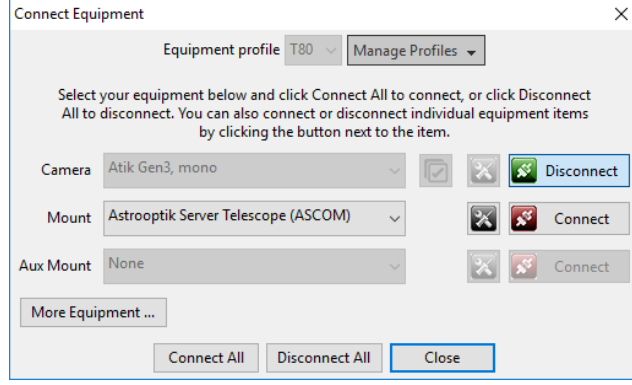 Connect Equipment
Equipment profile T80 Manage Profiles
Select your equipment below and click Connect All to connect, or click Disconnect
All to disconnect. You can also connect or disconnect individual equipment items
by clicking the button next to the item.
Camera Atik Gen3, mono Disconnect
Mount Astrooptik Server Telescope (ASCOM) Connect
Aux Mount None Connect
More Equipment ...
Connect All Disconnect All Close